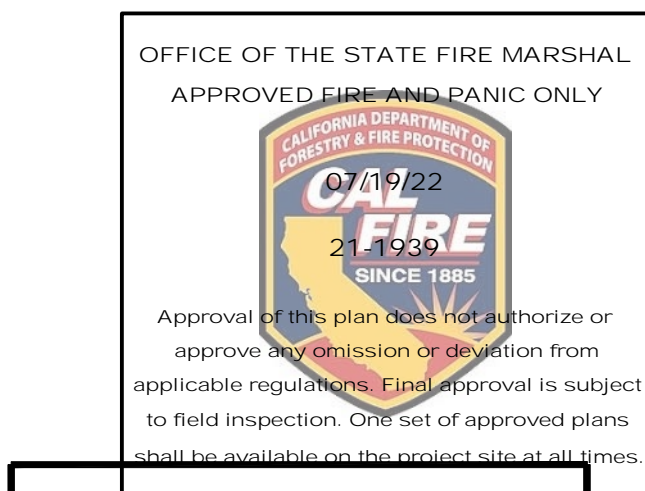 OFFICE OF THE STATE FIRE MARSHAL
APPROVED FIRE AND PANIC ONLY
CALIFORNIA DEPARTMENT OF
FORESTRY & FIRE PROTECTION
CAL
07/19/22
FIRE
21-1939
SINCE 1885
Approval of this plan does not authorize or
approve any omission or deviation from
applicable regulations. Final approval is subject
to field inspection. One set of approved plans
shall be available on the project site at all times.